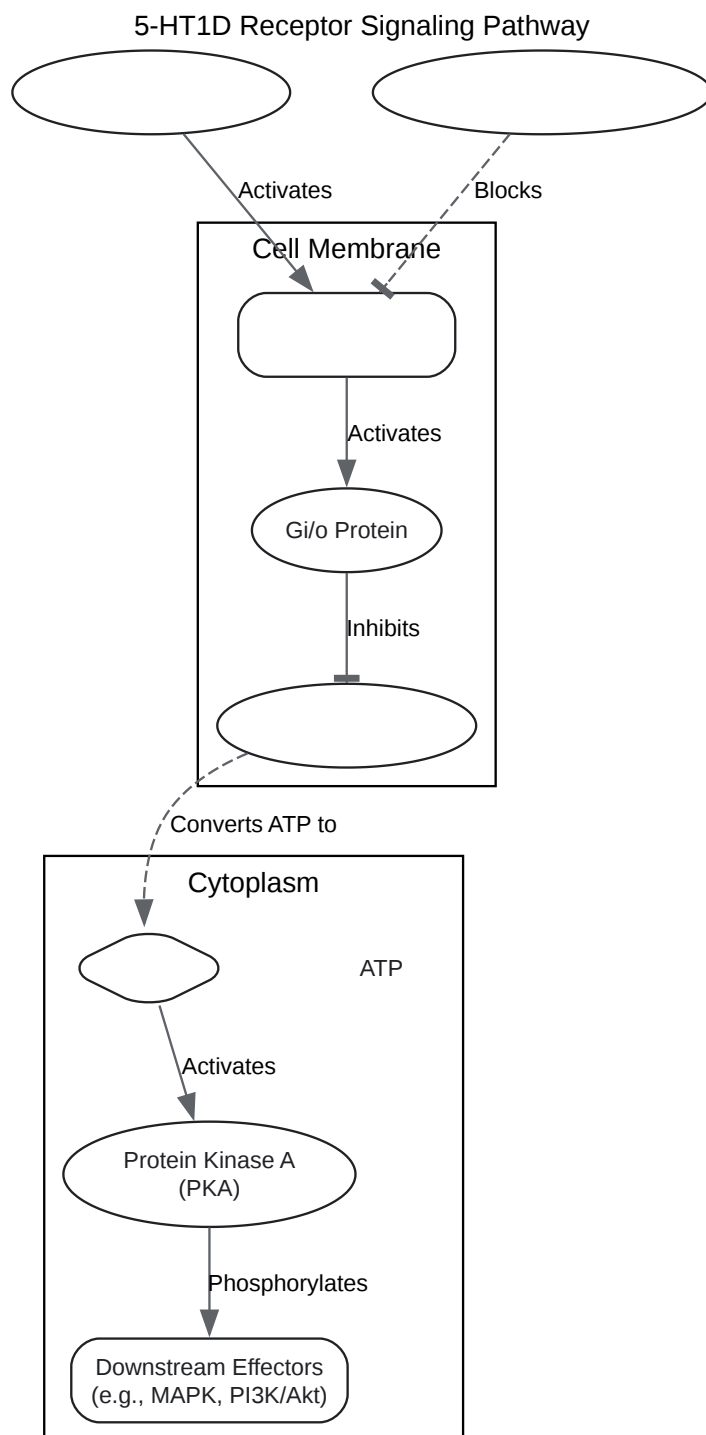 5-HT1D Receptor Signaling Pathway
Activates
Blocks
Cell Membrane
Activates
Gi/o Protein
Inhibits
Converts ATP to
Cytoplasm
ATP
Activates
Protein Kinase A
(PKA)
Phosphorylates
Downstream Effectors
(e.g., MAPK, PI3K/Akt)